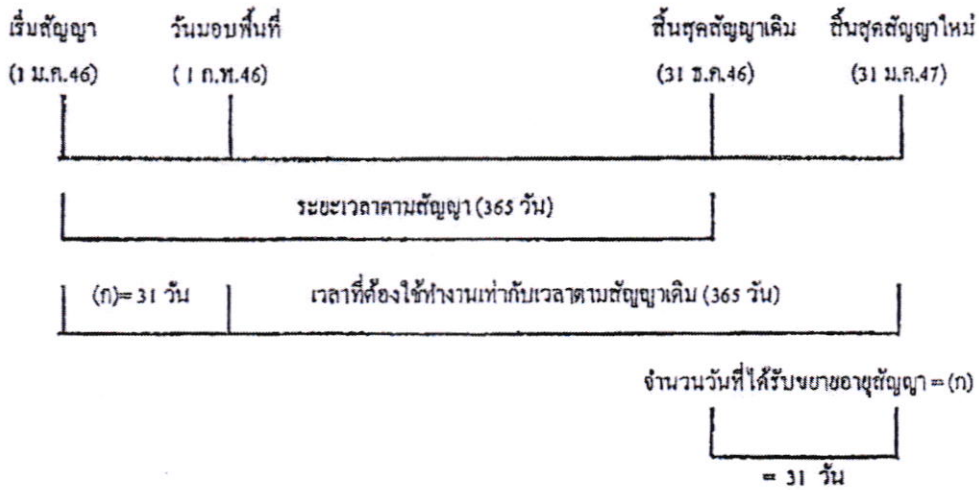 เริ่มสัญญา วันมอบพื้นที่ สิ้นสุดสัญญาเดิม สิ้นสุดสัญญาใหม่
(1 ม.ค.46) (1 ก.พ.46) (31 ธ.ค.46) (31 ม.ค.47)
ระยะเวลาตามสัญญา (365 วัน)
(ก)= 31 วัน เวลาที่ต้องใช้ทำงานเท่ากับเวลาตามสัญญาเดิม (365 วัน)
จำนวนวันที่ได้รับขยายอายุสัญญา = (ก)
= 31 วัน